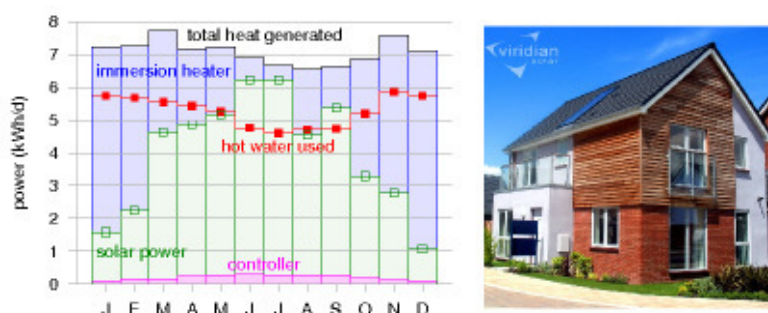 8
total heat generated
7
immersion heater
6
5
hot water used
4
3
2
solar power
1
controller
0
J F M A M J J A S O N D
power (kWh/d)
viridian
solar